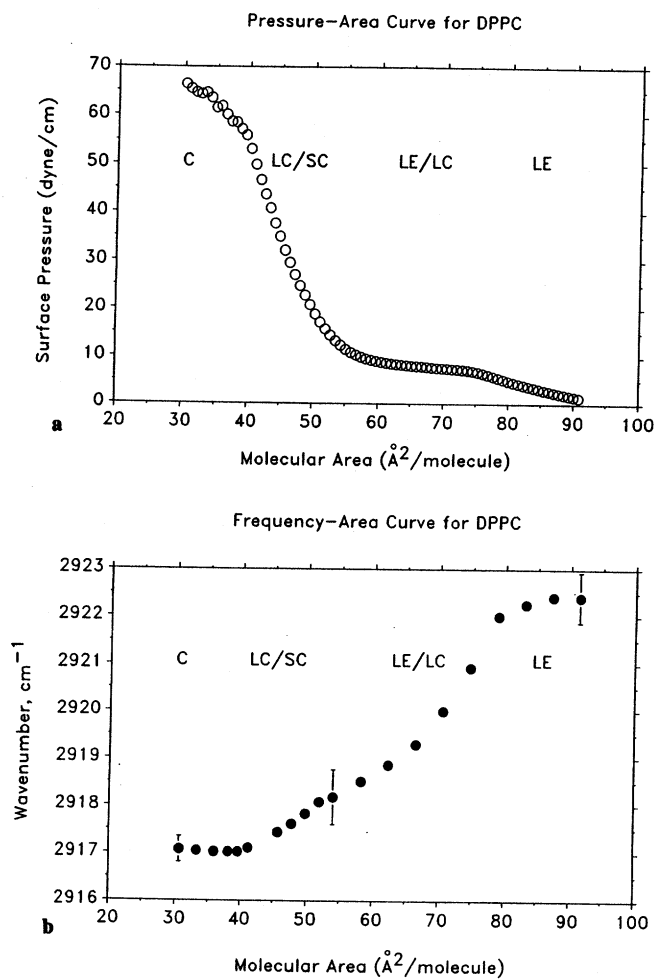 Pressure-Area Curve for DPPC
70
60
50
40
30
20
10
0
Surface Pressure (dyne/cm)
C LC/SC LE/LC LE
20 30 40 50 60 70 80 90 100
a
Molecular Area (Å²/molecule)
Frequency-Area Curve for DPPC
2923
2922
2921
2920
2919
2918
2917
2916
Wavenumber, cm⁻¹
C LC/SC LE/LC LE
20 30 40 50 60 70 80 90 100
b
Molecular Area (Å²/molecule)